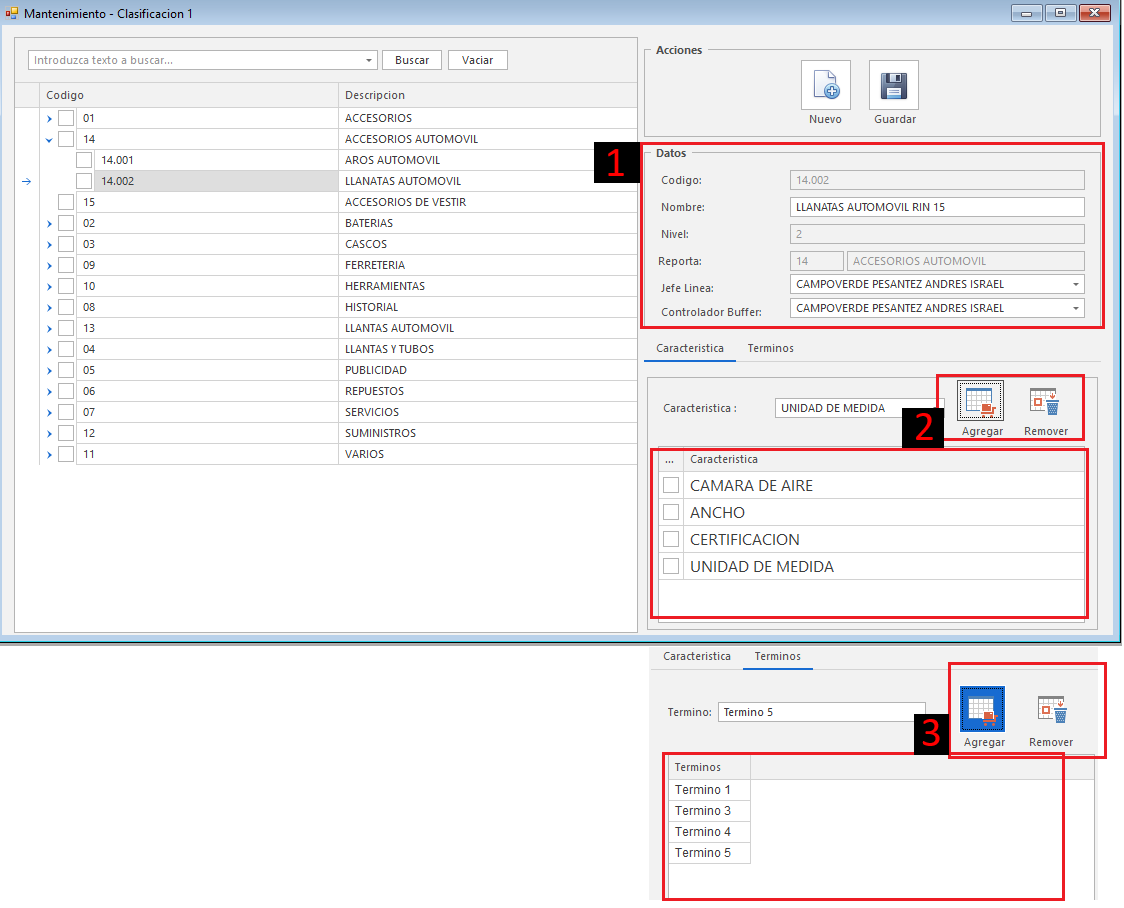 Mantenimiento - Clasificacion 1
Introduzca texto a buscar...
Buscar
Vaciar
Codigo Descripcion
01 ACCESORIOS
14 ACCESORIOS AUTOMOVIL
14.001 AROS AUTOMOVIL
14.002 LLANATAS AUTOMOVIL
15 ACCESORIOS DE VESTIR
02 BATERIAS
03 CASCOS
09 FERRETERIA
10 HERRAMIENTAS
08 HISTORIAL
13 LLANTAS AUTOMOVIL
04 LLANTAS Y TUBOS
05 PUBLICIDAD
06 REPUESTOS
07 SERVICIOS
12 SUMINISTROS
11 VARIOS
Acciones
Nuevo Guardar
1
Datos
Codigo: 14.002
Nombre: LLANATAS AUTOMOVIL RIN 15
Nivel: 2
Reporta: 14 ACCESORIOS AUTOMOVIL
Jefe Linea: CAMPOVERDE PESANTEZ ANDRES ISRAEL
Controlador Buffer: CAMPOVERDE PESANTEZ ANDRES ISRAEL
Caracteristica Terminos
Caracteristica : UNIDAD DE MEDIDA
2
Agregar Remover
... Caracteristica
CAMARA DE AIRE
ANCHO
CERTIFICACION
UNIDAD DE MEDIDA
Caracteristica Terminos
Termino: Termino 5
3
Agregar Remover
Terminos
Termino 1
Termino 3
Termino 4
Termino 5